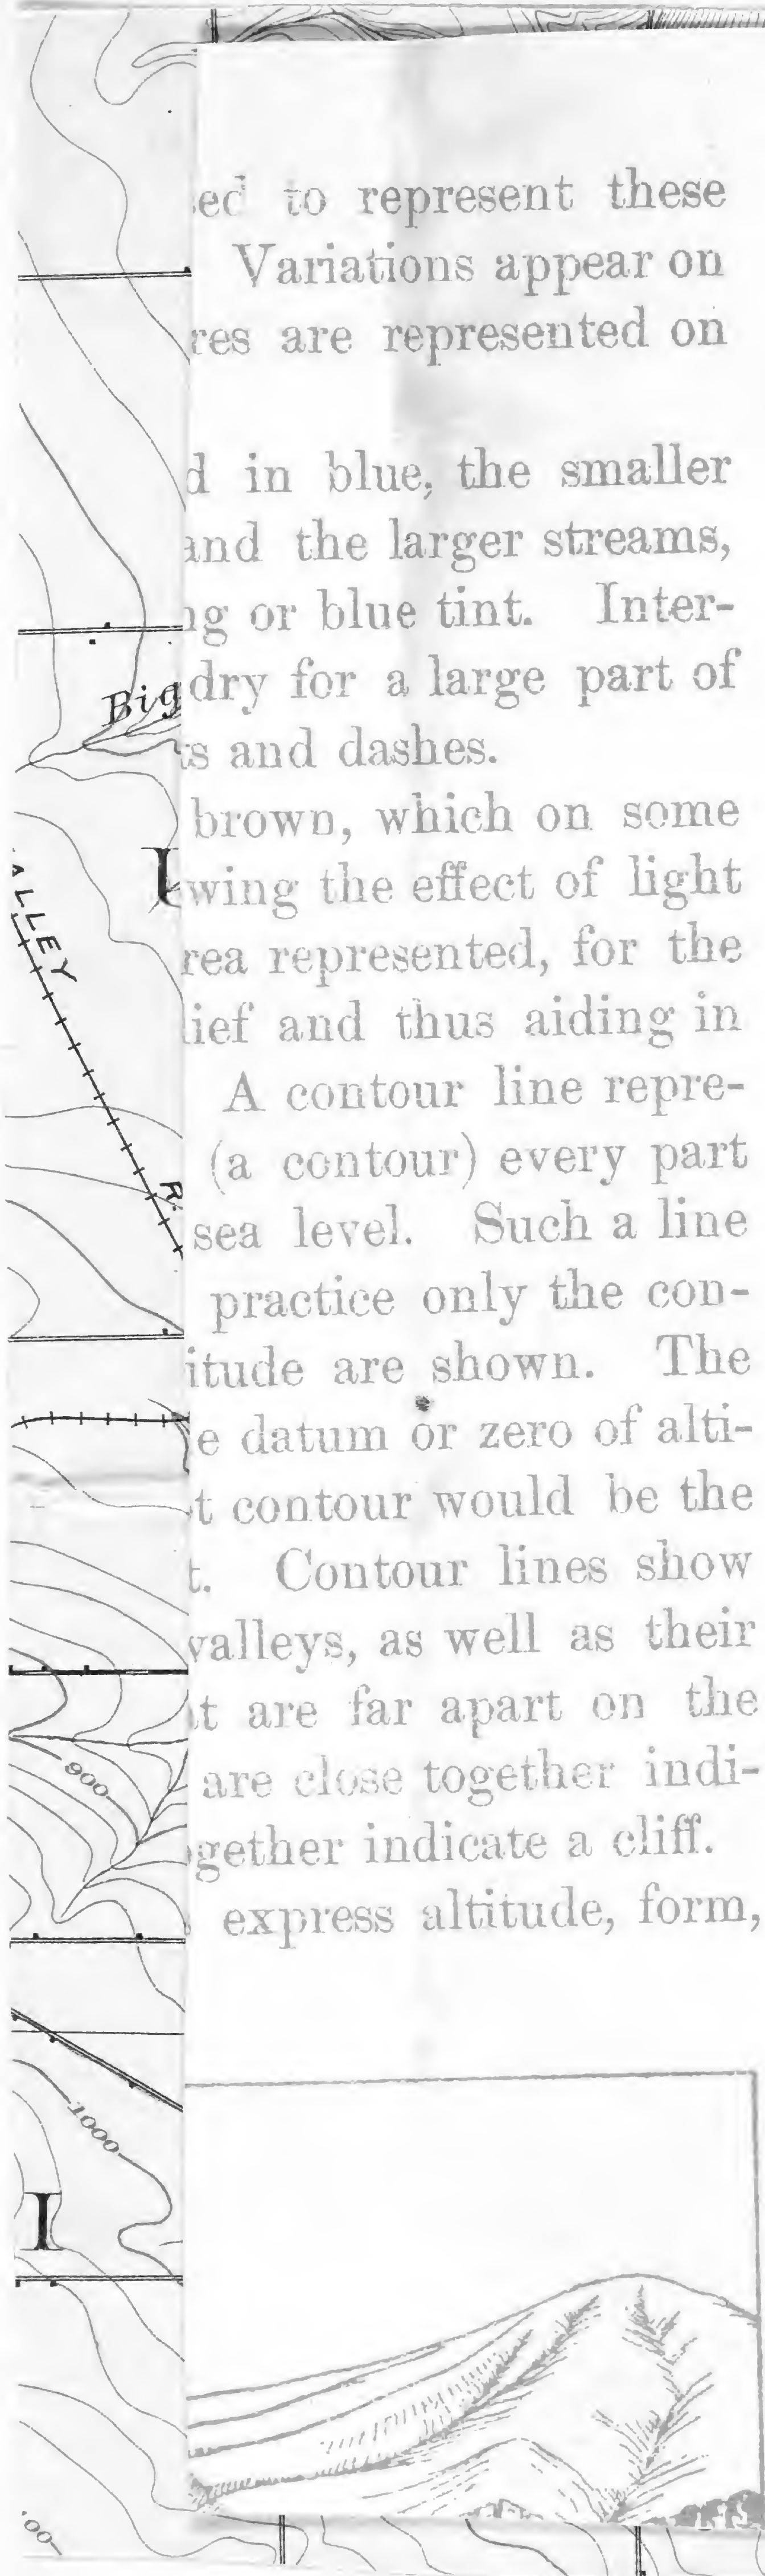 ed to represent these
Variations appear on
res are represented on
d in blue, the smaller
and the larger streams,
ng or blue tint. Inter-
dry for a large part of
ts and dashes.
brown, which on some
wing the effect of light
rea represented, for the
lief and thus aiding in
A contour line repre-
(a contour) every part
sea level. Such a line
practice only the con-
itude are shown. The
e datum or zero of alti-
t contour would be the
t. Contour lines show
valleys, as well as their
t are far apart on the
are close together indi-
gether indicate a cliff.
express altitude, form,
Big
ALLEY
R.
900
1000
I
00